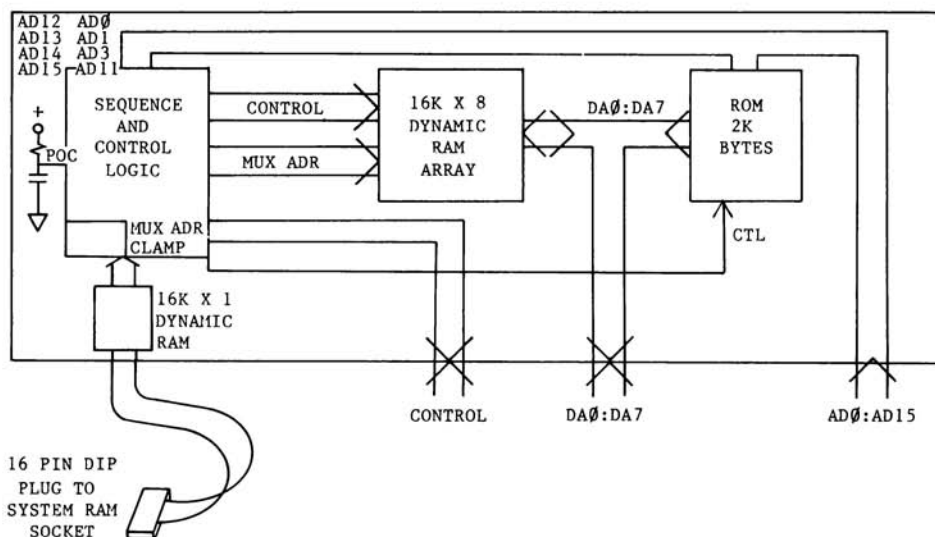 AD12 ADØ
AD13 AD1
AD14 AD3
AD15 AD11
+
POC
SEQUENCE
AND
CONTROL
LOGIC
CONTROL
MUX ADR
16K X 8
DYNAMIC
RAM
ARRAY
DAØ:DA7
ROM
2K
BYTES
MUX ADR
CLAMP
CTL
16K X 1
DYNAMIC
RAM
CONTROL
DAØ:DA7
ADØ:AD15
16 PIN DIP
PLUG TO
SYSTEM RAM
SOCKET